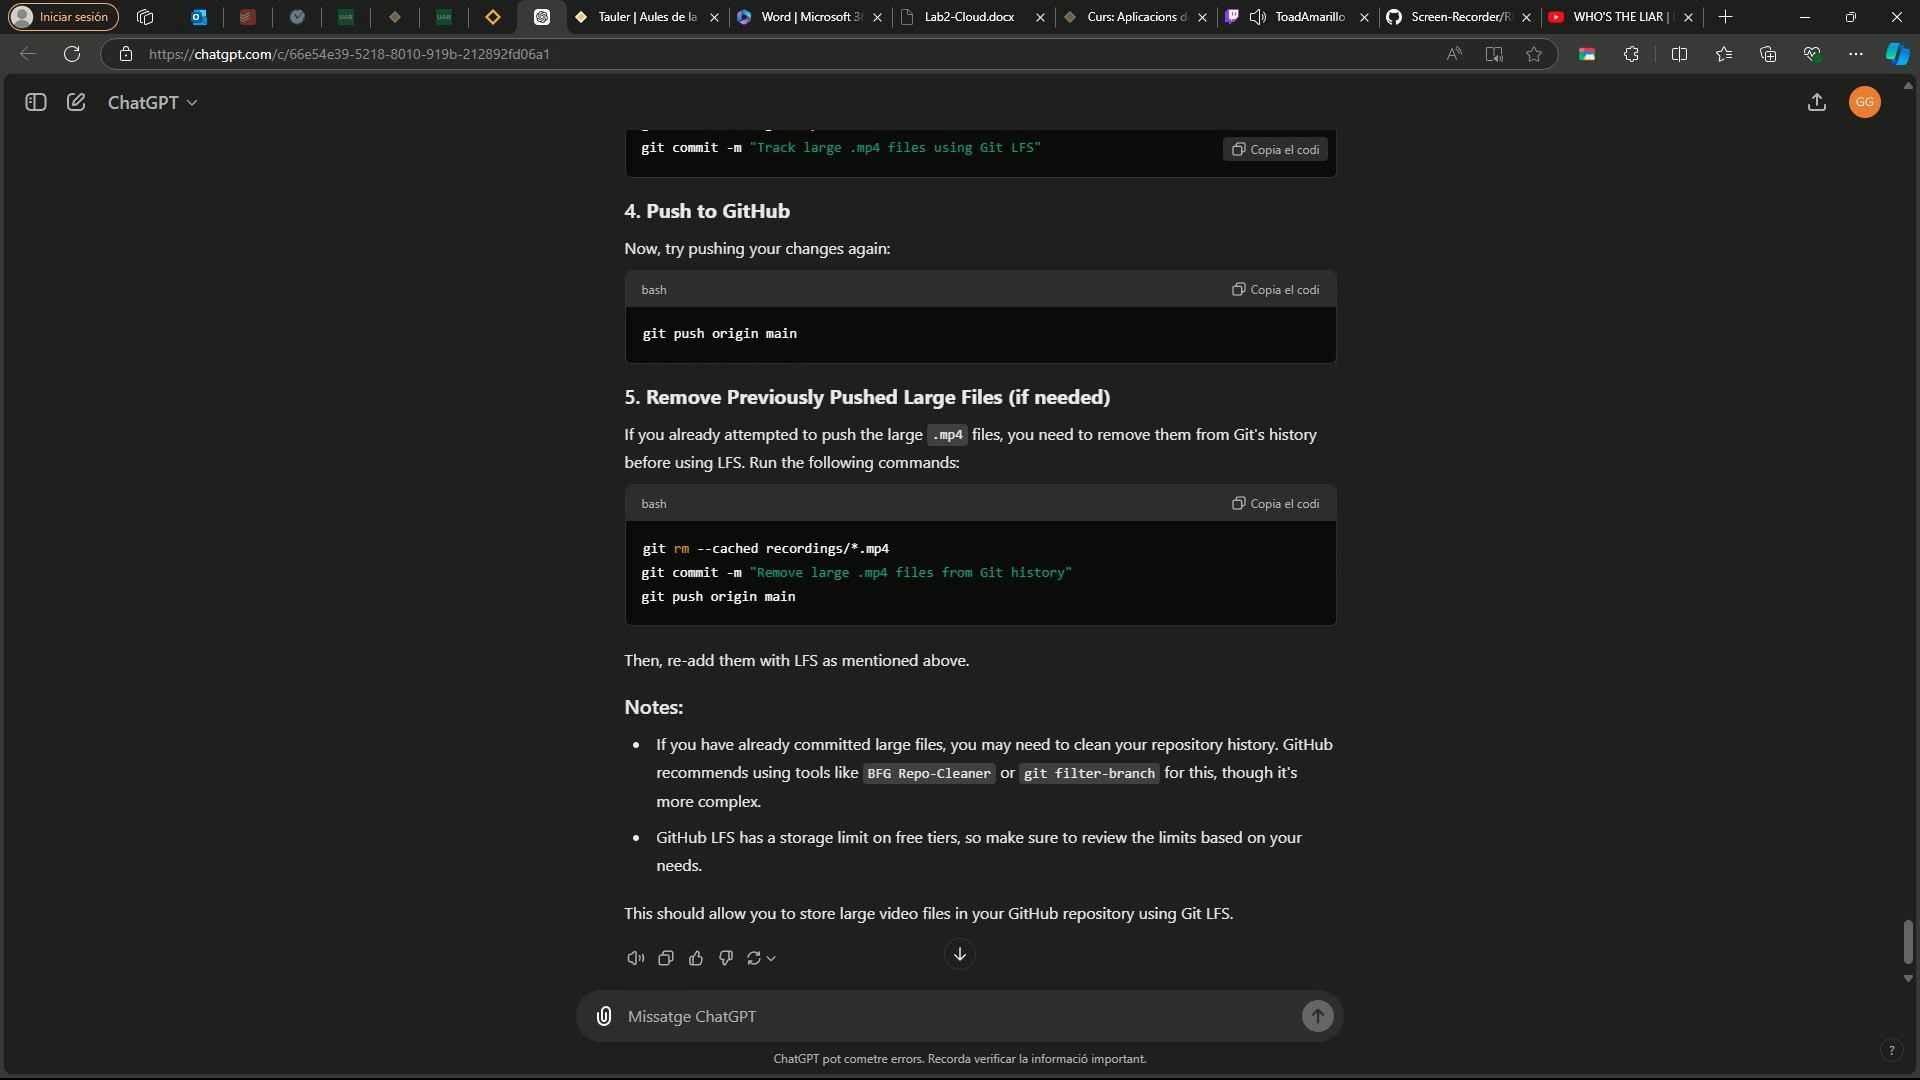 Iniciar sesión
Tauler | Aules de la
Word | Microsoft 3
Lab2-Cloud.docx
Curs: Aplicacions d
ToadAmarillo
Screen-Recorder/R
WHO'S THE LIAR |
https://chatgpt.com/c/66e54e39-5218-8010-919b-212892fd06a1
ChatGPT
GG
git commit -m "Track large .mp4 files using Git LFS"
Copia el codi
4. Push to GitHub
Now, try pushing your changes again:
bash
Copia el codi
git push origin main
5. Remove Previously Pushed Large Files (if needed)
If you already attempted to push the large .mp4 files, you need to remove them from Git's history
before using LFS. Run the following commands:
bash
Copia el codi
git rm --cached recordings/*.mp4
git commit -m "Remove large .mp4 files from Git history"
git push origin main
Then, re-add them with LFS as mentioned above.
Notes:
• If you have already committed large files, you may need to clean your repository history. GitHub
recommends using tools like BFG Repo-Cleaner or git filter-branch for this, though it's
more complex.
• GitHub LFS has a storage limit on free tiers, so make sure to review the limits based on your
needs.
This should allow you to store large video files in your GitHub repository using Git LFS.
Missatge ChatGPT
ChatGPT pot cometre errors. Recorda verificar la informació important.
?